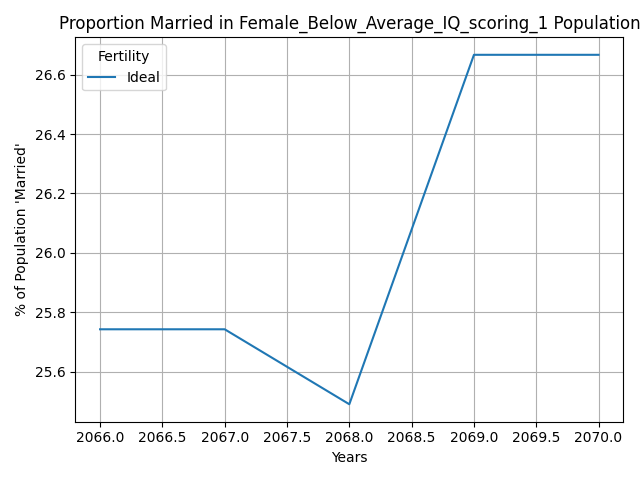 Proportion Married in Female_Below_Average_IQ_scoring_1 Population
Fertility
Ideal
% of Population 'Married'
26.6
26.4
26.2
26.0
25.8
25.6
2066.0 2066.5 2067.0 2067.5 2068.0 2068.5 2069.0 2069.5 2070.0
Years